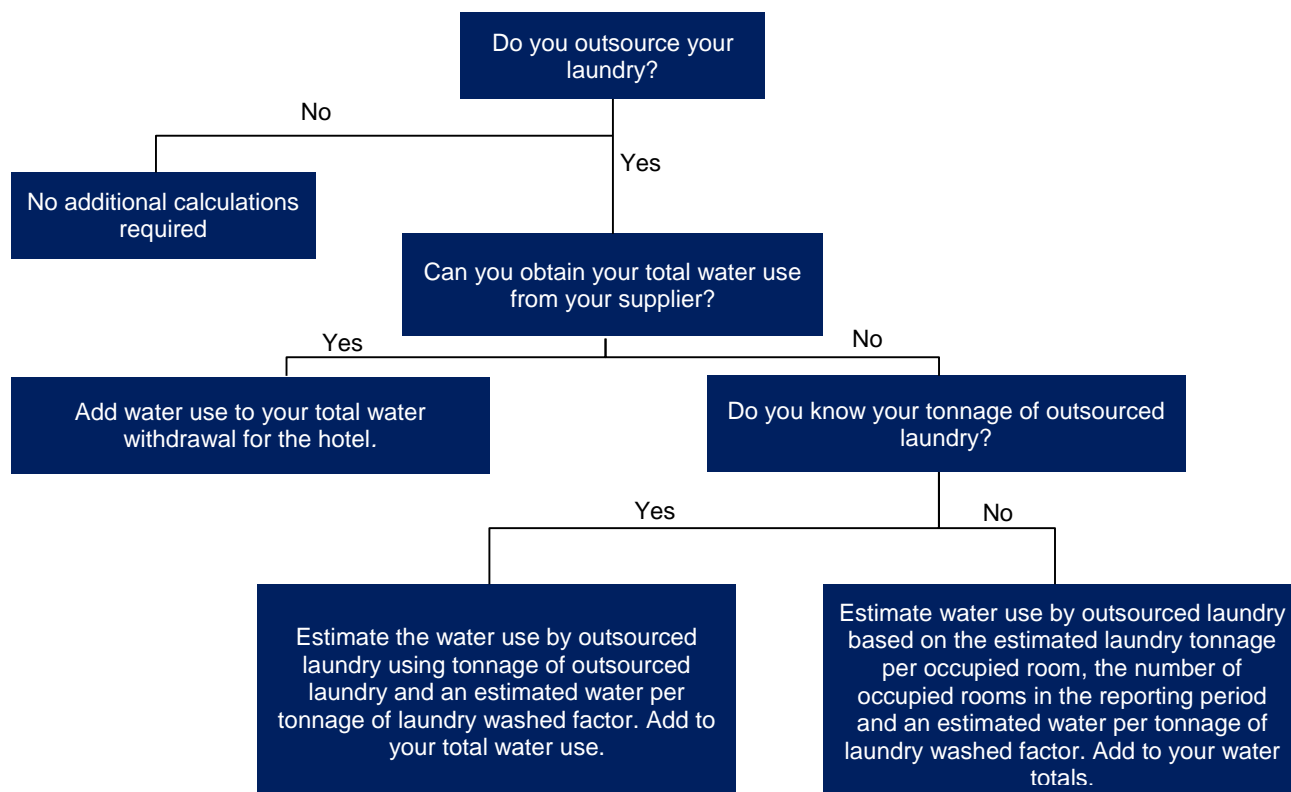 Do you outsource your
laundry?
No
Yes
No additional calculations
required
Can you obtain your total water use
from your supplier?
Yes
No
Add water use to your total water
withdrawal for the hotel.
Do you know your tonnage of outsourced
laundry?
Yes
No
Estimate the water use by outsourced
laundry using tonnage of outsourced
laundry and an estimated water per
tonnage of laundry washed factor. Add to
your total water use.
Estimate water use by outsourced laundry
based on the estimated laundry tonnage
per occupied room, the number of
occupied rooms in the reporting period
and an estimated water per tonnage of
laundry washed factor. Add to your water
totals.